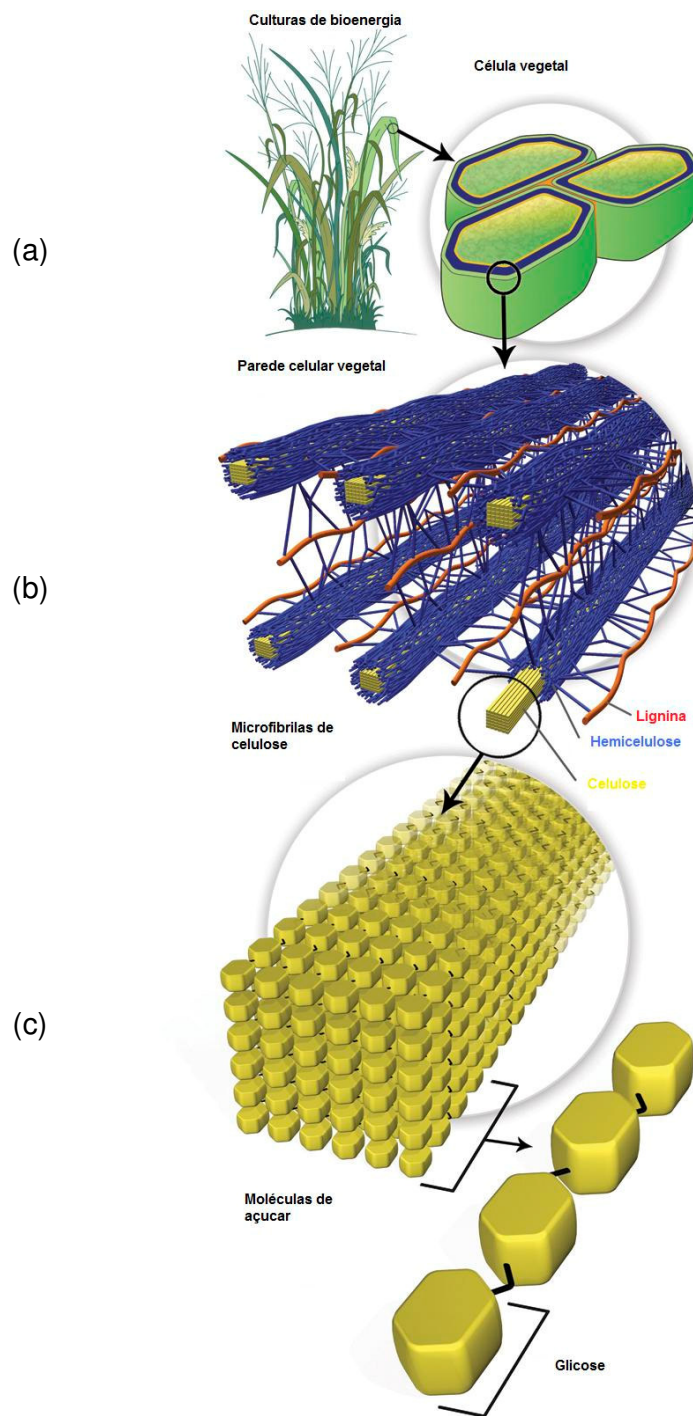 Culturas de bioenergia
Célula vegetal
(a)
Parede celular vegetal
(b)
Lignina
Microfibrilas de
celulose
Hemicelulose
Celulose
(c)
Moléculas de
açucar
Glicose